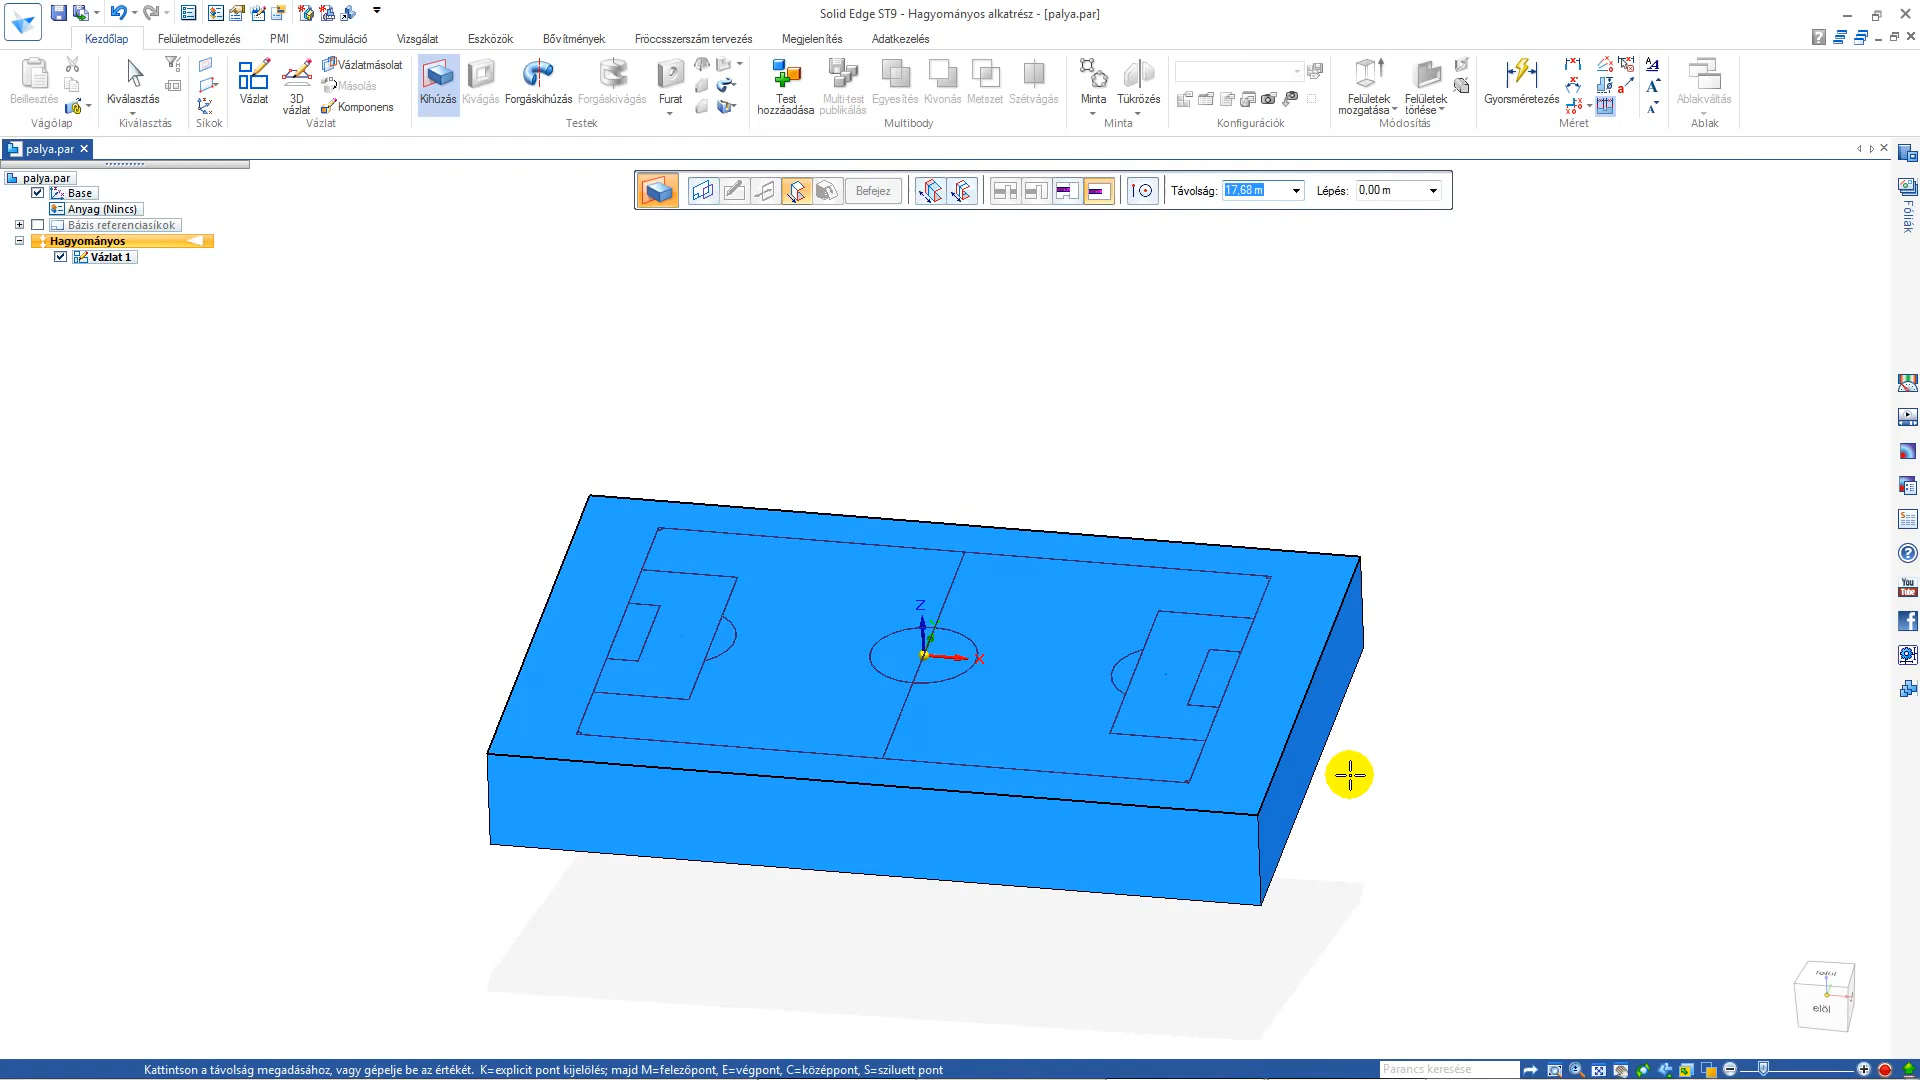 Solid Edge ST9 - Hagyományos alkatrész - [palya.par]
Kezdőlap Felületmodellezés PMI Szimuláció Vizsgálat Eszközök Bővítmények Fröccsszerszám tervezés Megjelenítés Adatkezelés
Beillesztés
Vágólap
Kiválasztás
Kiválasztás
Síkok
Vázlat
3D vázlat
Vázlatmásolat
Másolás
Komponens
Vázlat
Kihúzás Kivágás Forgáskihúzás Forgáskivágás Furat
Testek
Test hozzáadása
Multi-test publikálás
Egyesítés Kivonás Metszet Szétvágás
Multibody
Minta Tükrözés
Minta
Konfigurációk
Felületek mozgatása
Felületek törlése
Módosítás
Gyorsméretezés
Méret
Ablakváltás
Ablak
palya.par
palya.par
Base
Anyag (Nincs)
Bázis referenciasíkok
Hagyományos
Vázlat 1
Befejez
Távolság: 17,68 m
Lépés: 0,00 m
Fóliák
You
Tube
Z
X
felül
elöl
Kattintson a távolság megadásához, vagy gépelje be az értékét. K=explicit pont kijelölés; majd M=felezőpont, E=végpont, C=középpont, S=sziluett pont
Parancs keresése